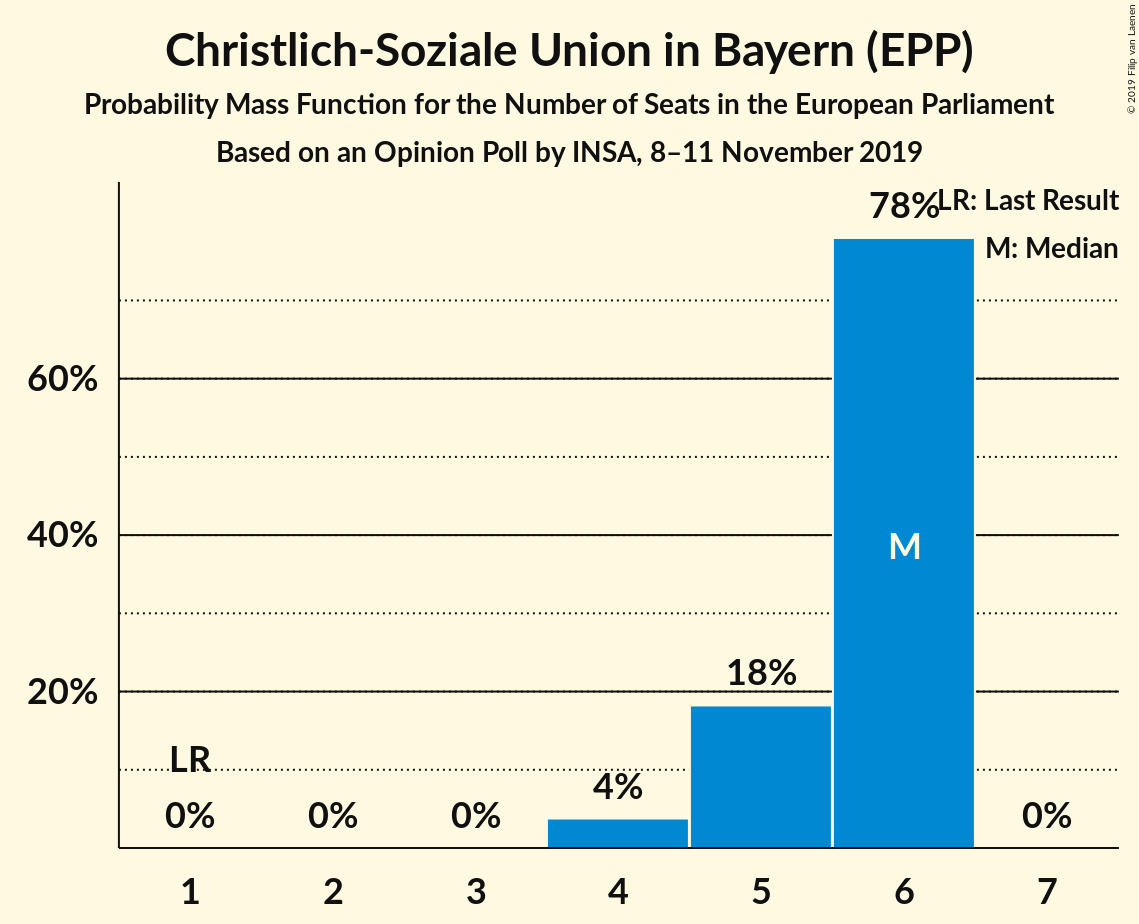 Christlich-Soziale Union in Bayern (EPP)
Probability Mass Function for the Number of Seats in the European Parliament
Based on an Opinion Poll by INSA, 8–11 November 2019
© 2019 Filip van Laenen
LR: Last Result
M: Median
78%
60%
40%
M
20%
18%
LR
4%
0%
0%
0%
0%
1
2
3
4
5
6
7